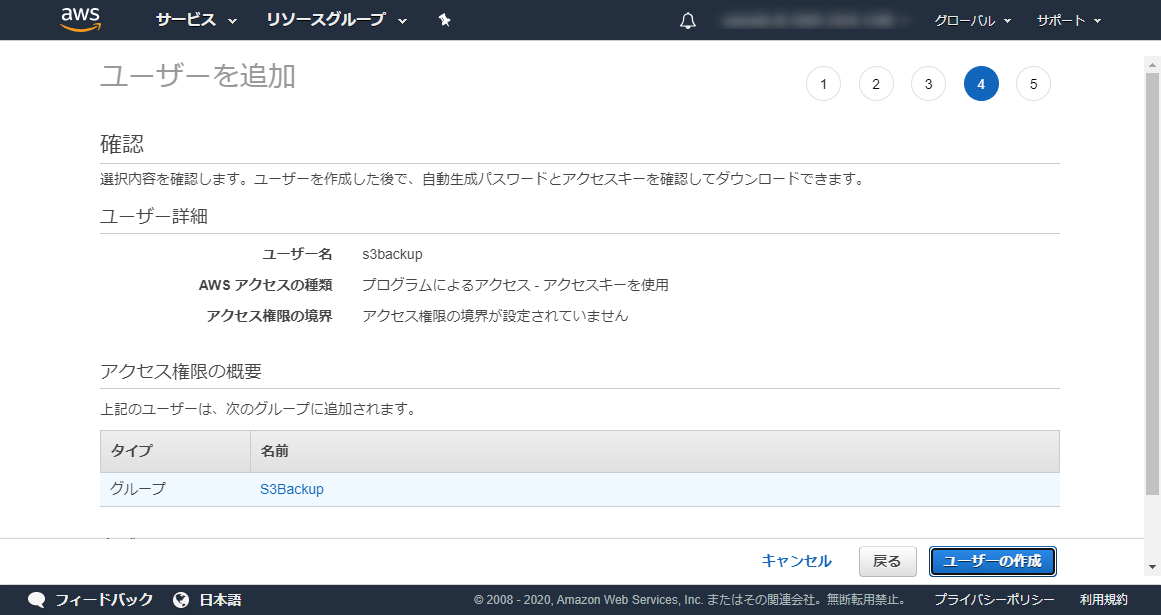 aws サービス リソースグループ グローバル サポート
ユーザーを追加 1 2 3 4 5
確認
選択内容を確認します。ユーザーを作成した後で、自動生成パスワードとアクセスキーを確認してダウンロードできます。
ユーザー詳細
ユーザー名 s3backup
AWS アクセスの種類 プログラムによるアクセス - アクセスキーを使用
アクセス権限の境界 アクセス権限の境界が設定されていません
アクセス権限の概要
上記のユーザーは、次のグループに追加されます。
タイプ 名前
グループ S3Backup
キャンセル 戻る ユーザーの作成
フィードバック 日本語 © 2008 - 2020, Amazon Web Services, Inc. またはその関連会社。無断転用禁止。 プライバシーポリシー 利用規約